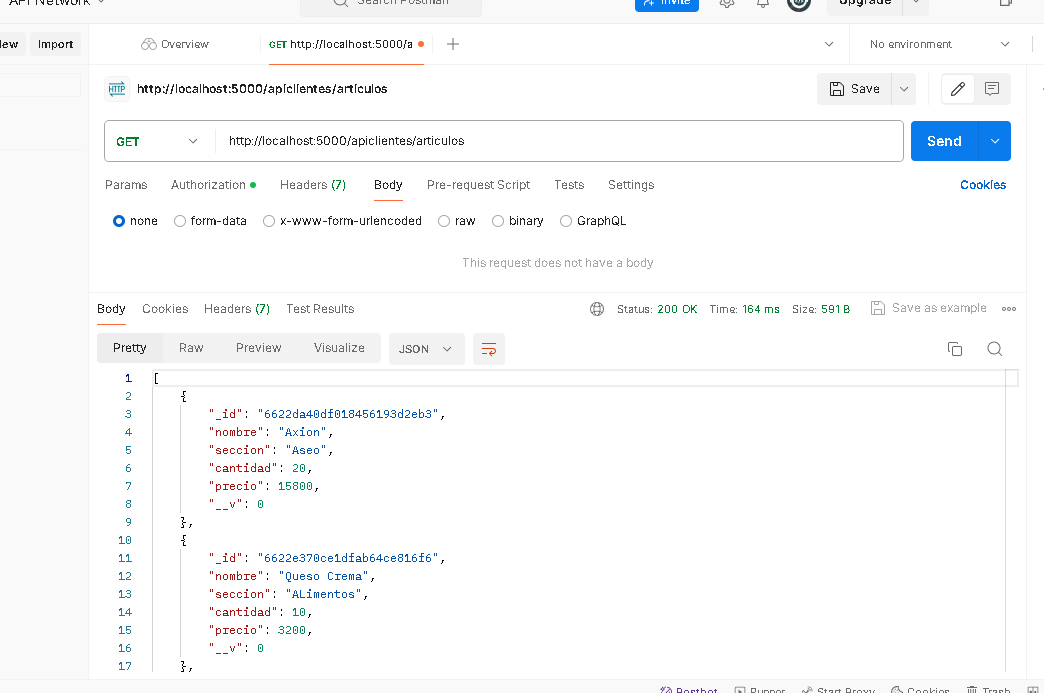 API Network
Search Postman
Invite
Upgrade
Import
Overview
GET http://localhost:5000/a
No environment
HTTP
http://localhost:5000/apiclientes/articulos
Save
GET
http://localhost:5000/apiclientes/articulos
Send
Params
Authorization
Headers (7)
Body
Pre-request Script
Tests
Settings
Cookies
none
form-data
x-www-form-urlencoded
raw
binary
GraphQL
This request does not have a body
Body
Cookies
Headers (7)
Test Results
Status: 200 OK
Time: 164 ms
Size: 591 B
Save as example
Pretty
Raw
Preview
Visualize
JSON
1 [
2 {
3 "_id": "6622da40df018456193d2eb3",
4 "nombre": "Axion",
5 "seccion": "Aseo",
6 "cantidad": 20,
7 "precio": 15800,
8 "__v": 0
9 },
10 {
11 "_id": "6622e370ce1dfab64ce816f6",
12 "nombre": "Queso Crema",
13 "seccion": "ALimentos",
14 "cantidad": 10,
15 "precio": 3200,
16 "__v": 0
17 },
Postbot
Runner
Start Proxy
Cookies
Trash